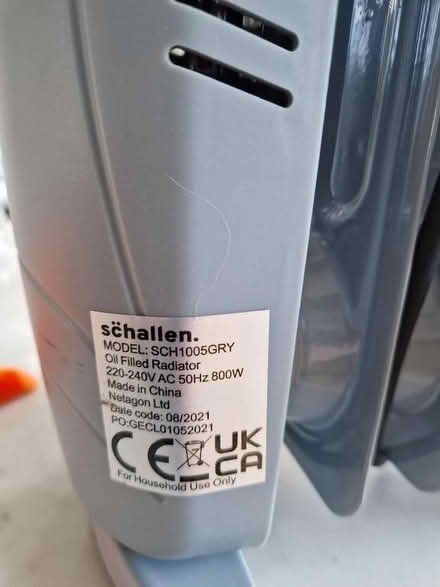 schallen.
MODEL: SCH1005GRY
Oil Filled Radiator
220-240V AC 50Hz 800W
Made in China
Netagon Ltd
Date code: 08/2021
PO:GECL01052021
CE UK
CA
For Household Use Only